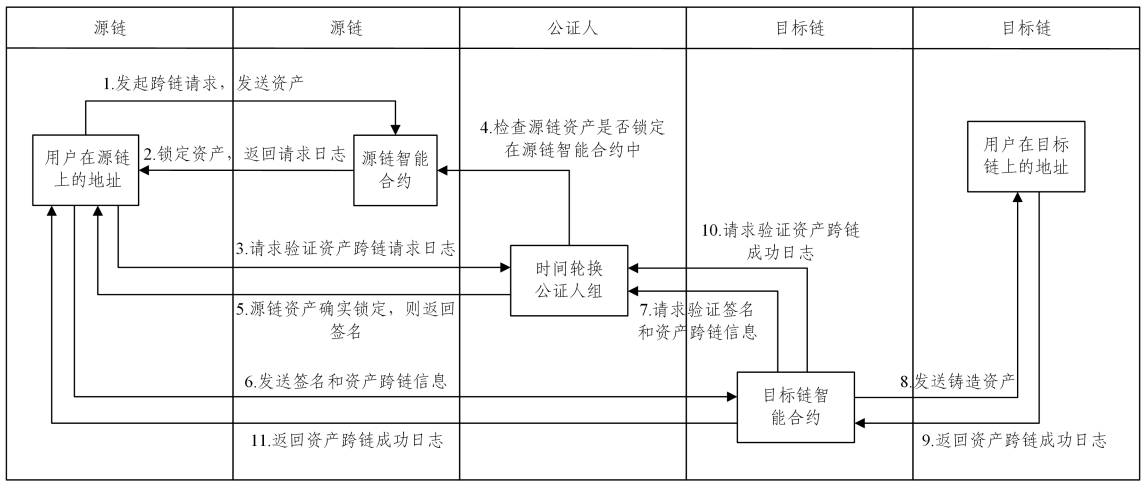 源链
源链
公证人
目标链
目标链
1.发起跨链请求，发送资产
4.检查源链资产是否锁定
在源链智能合约中
用户在源链
上的地址
2.锁定资产，返回请求日志
源链智能
合约
用户在目标
链上的地址
3.请求验证资产跨链请求日志
时间轮换
公证人组
10.请求验证资产跨链
成功日志
5.源链资产确实锁定，则返回
签名
7.请求验证签名
和资产跨链信息
6.发送签名和资产跨链信息
目标链智
能合约
8.发送铸造资产
11.返回资产跨链成功日志
9.返回资产跨链成功日志